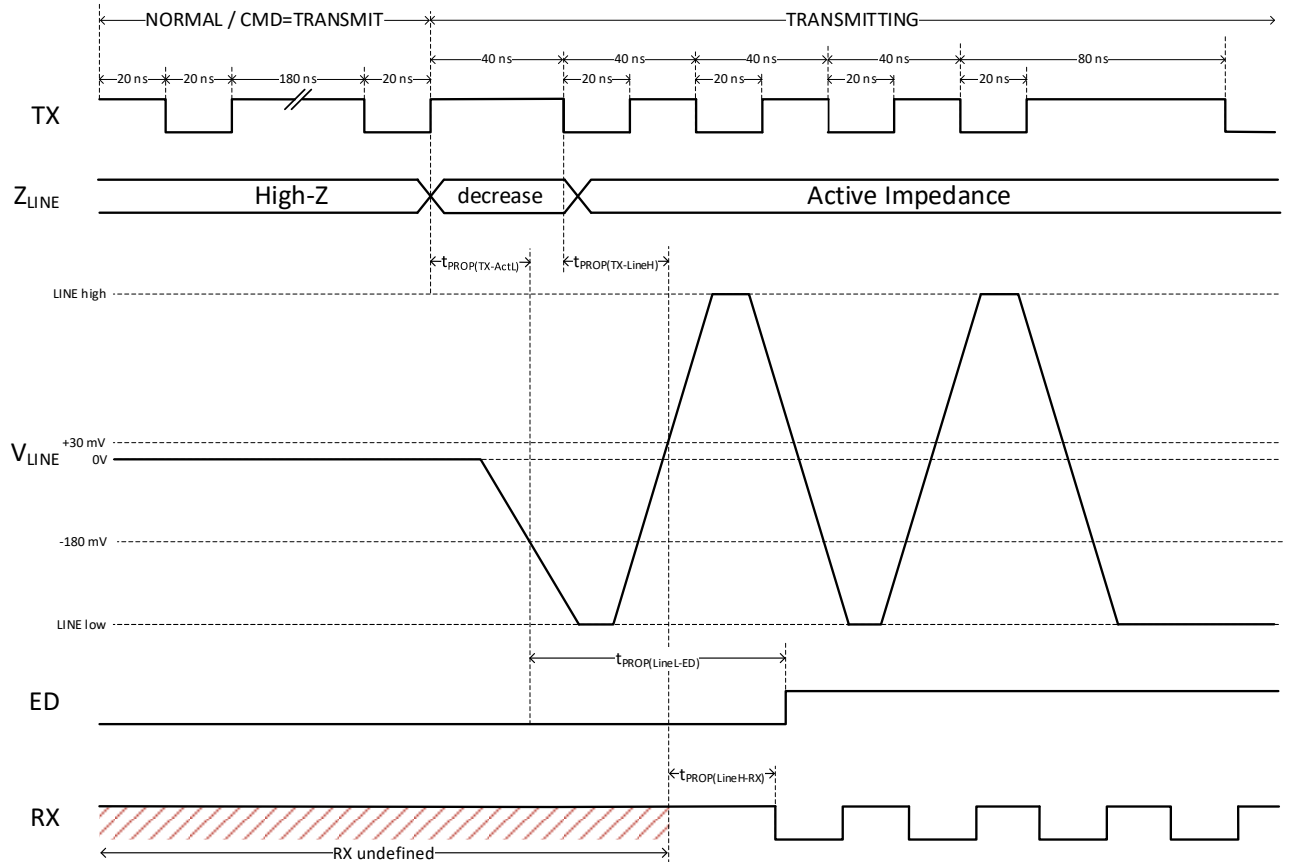 NORMAL / CMD=TRANSMIT
TRANSMITTING
40 ns
40 ns
40 ns
40 ns
80 ns
20 ns
20 ns
180 ns
20 ns
20 ns
20 ns
20 ns
20 ns
TX
ZLINE
High-Z
decrease
Active Impedance
tPROP(TX-ActL)
tPROP(TX-LineH)
LINE high
+30 mV
VLINE
0V
-180 mV
LINE low
tPROP(LineL-ED)
ED
tPROP(LineH-RX)
RX
RX undefined